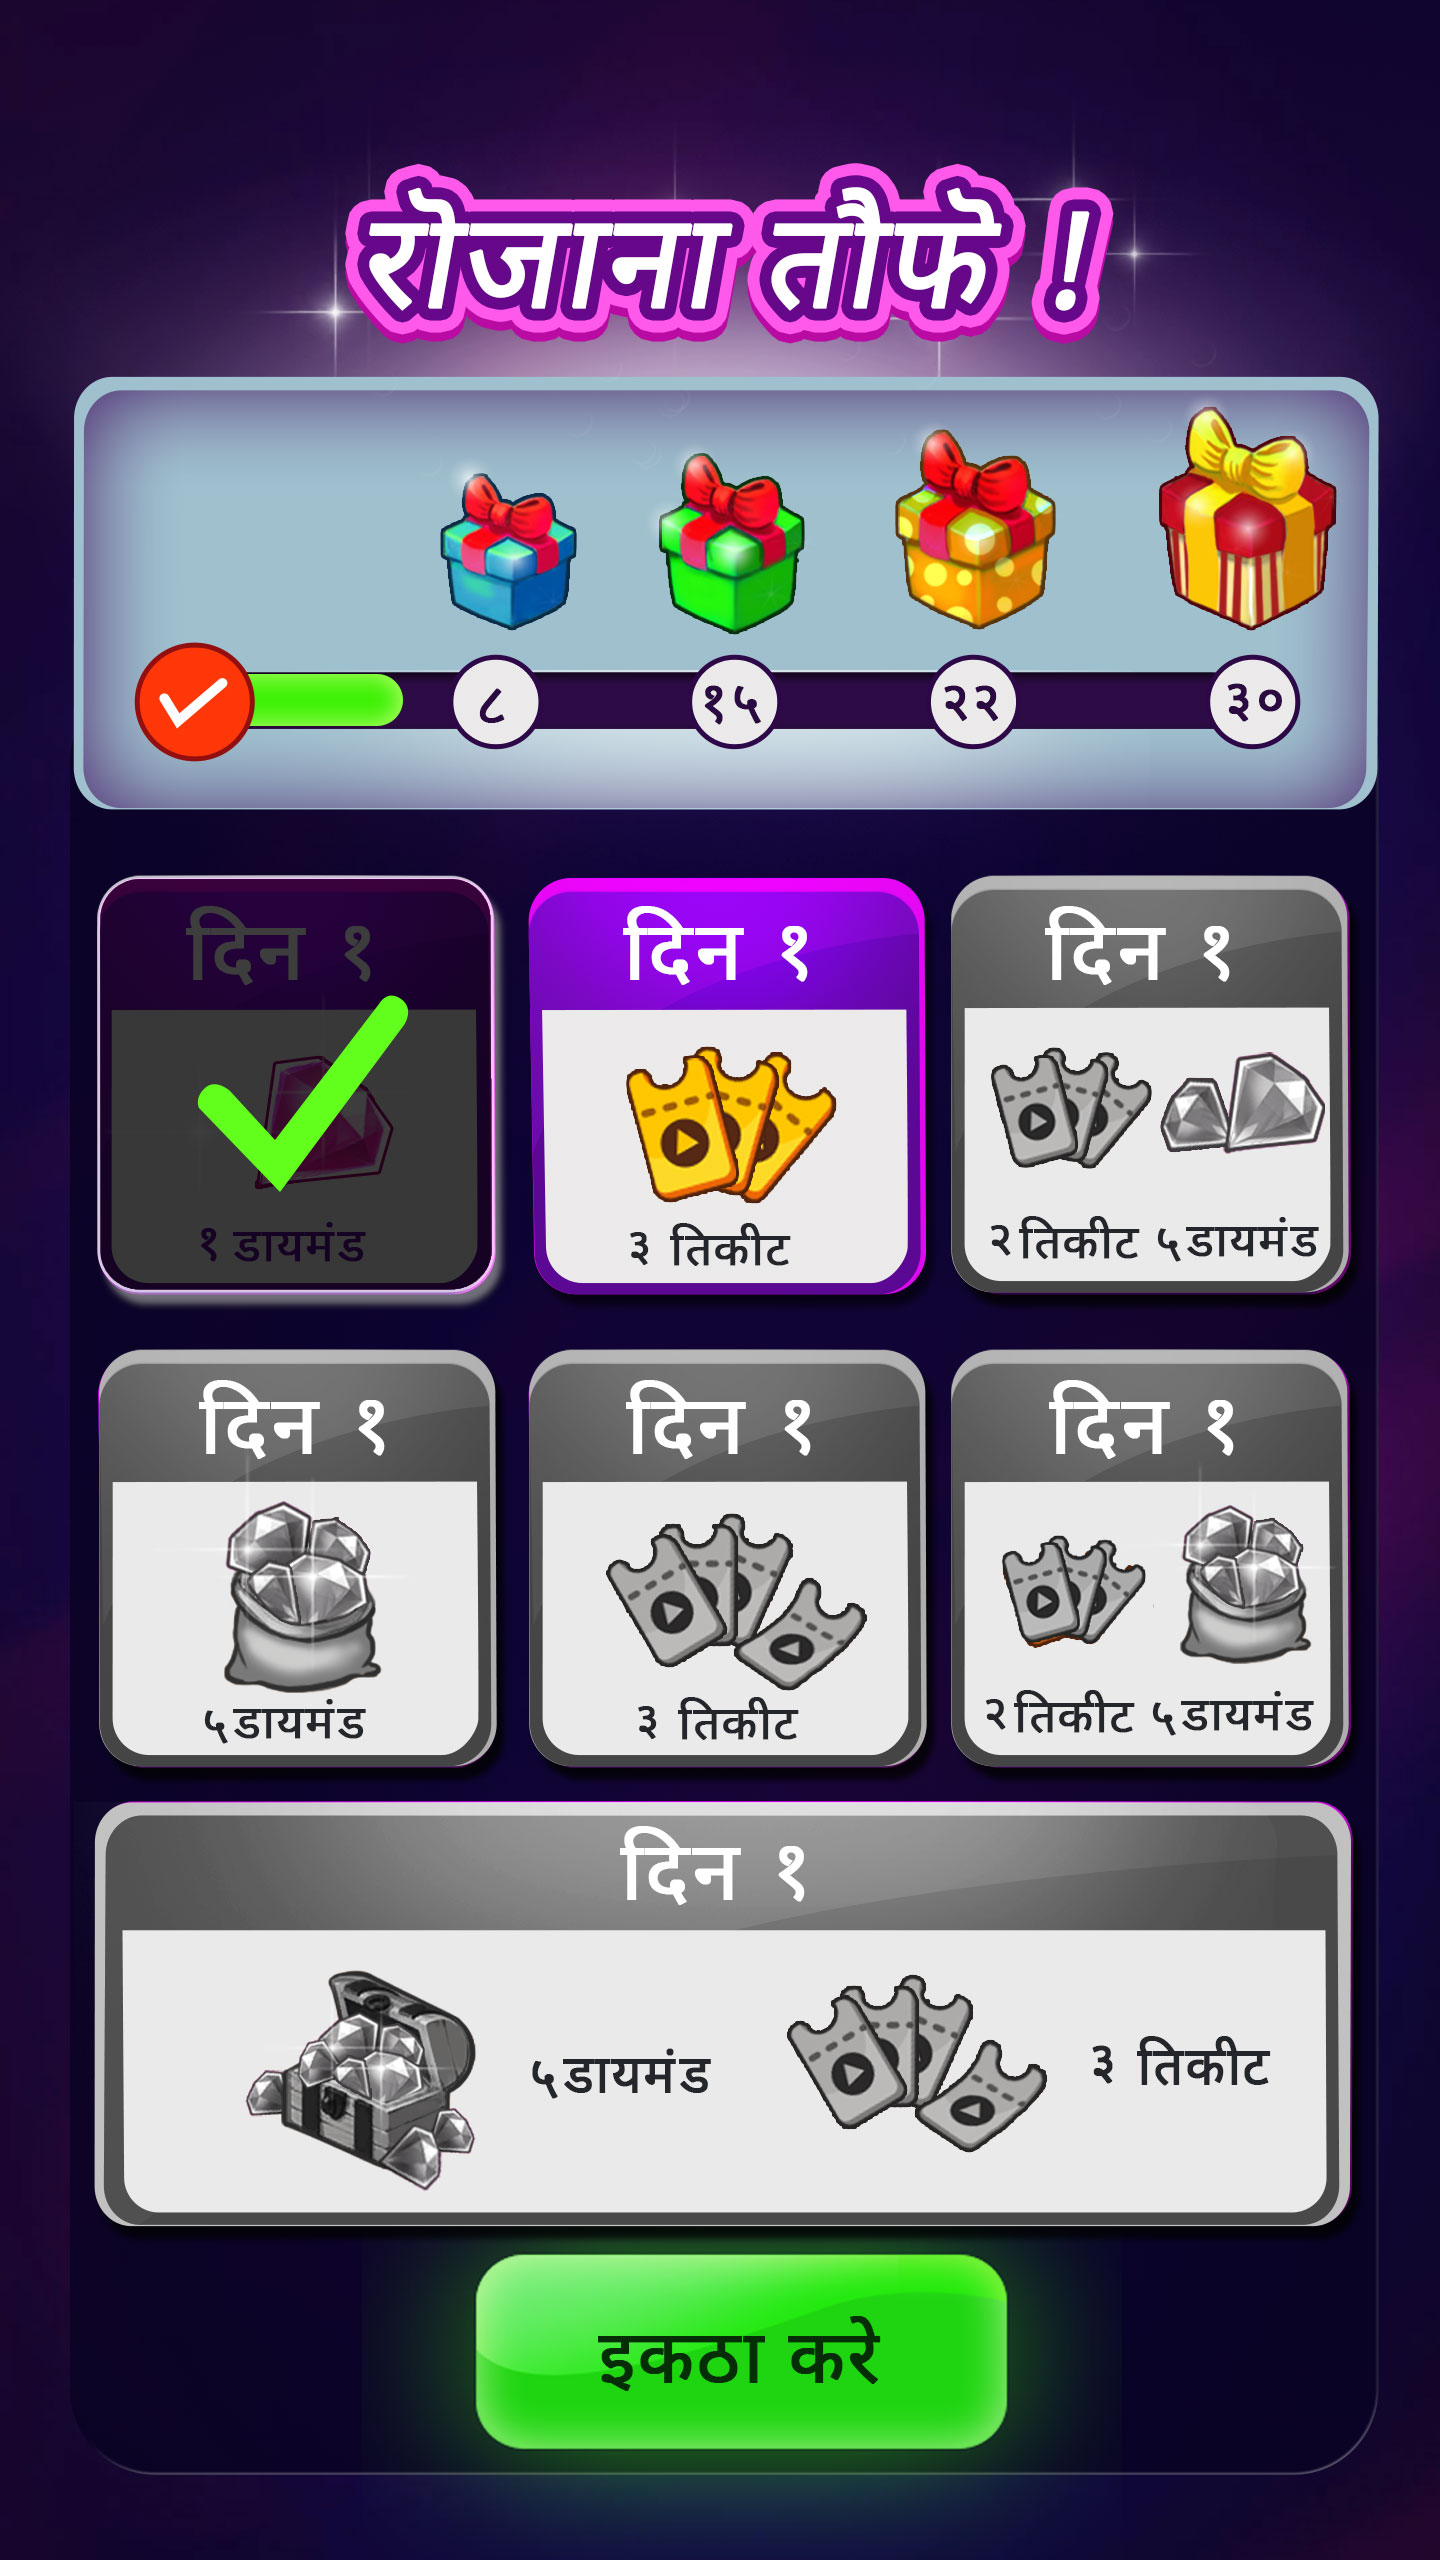 रोजाना तौफे !
८ १५ २२ ३०
दिन १
१ डायमंड
दिन १
३ तिकीट
दिन १
२ तिकीट ५ डायमंड
दिन १
५ डायमंड
दिन १
३ तिकीट
दिन १
२ तिकीट ५ डायमंड
दिन १
५ डायमंड ३ तिकीट
इकठा करे